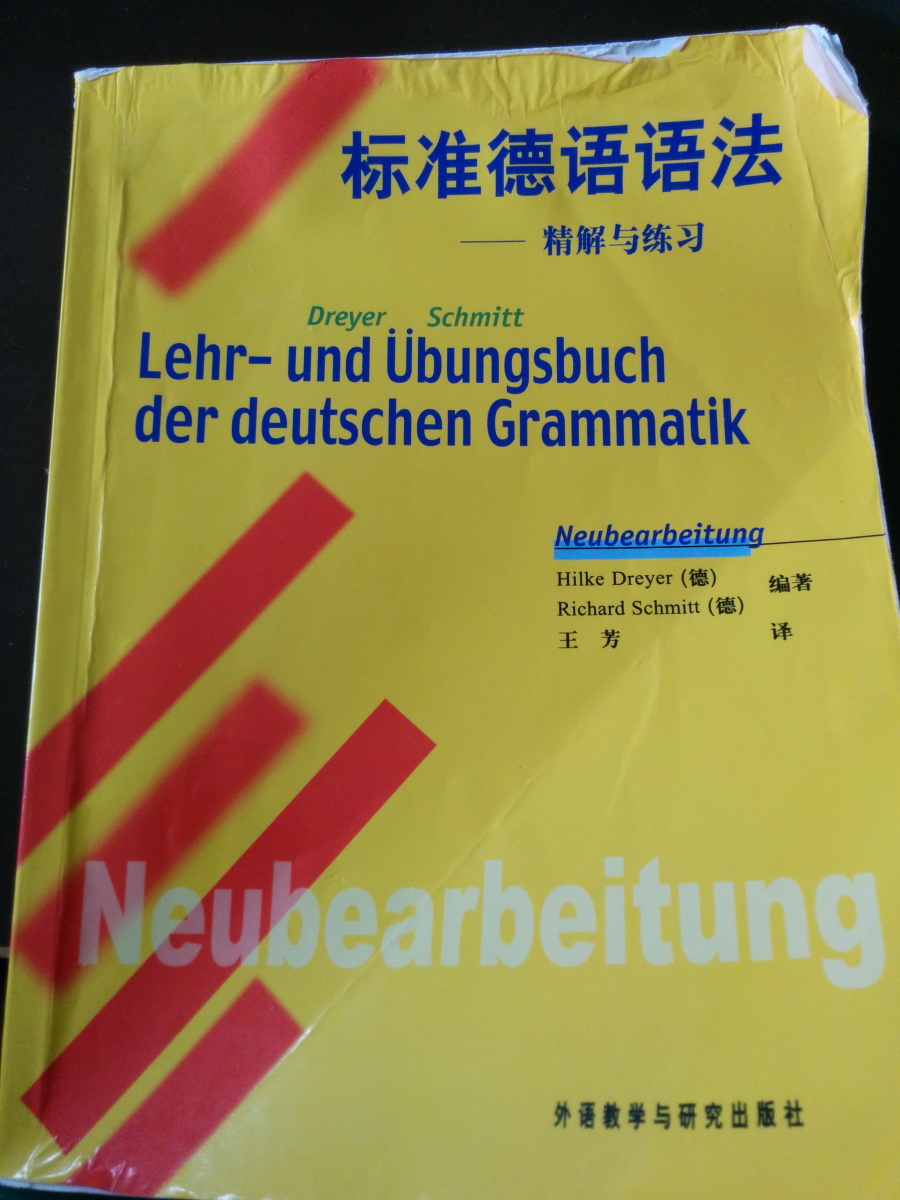 标准德语语法
—— 精解与练习
Dreyer Schmitt
Lehr- und Übungsbuch
der deutschen Grammatik
Neubearbeitung
Hilke Dreyer (德) 编著
Richard Schmitt (德)
王 芳 译
Neubearbeitung
外语教学与研究出版社